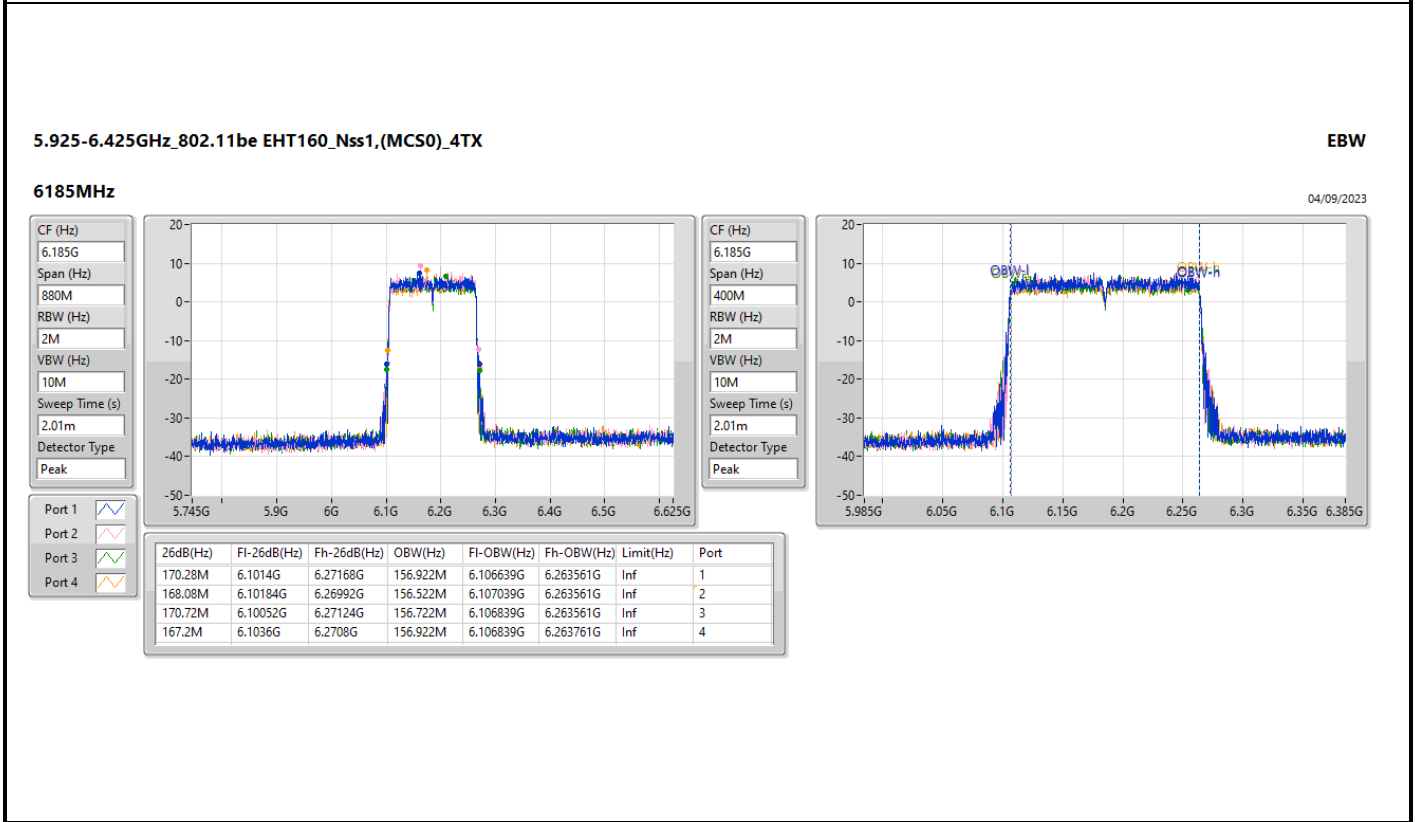 5.925-6.425GHz_802.11be EHT160_Nss1,(MCS0)_4TX
EBW
6185MHz
04/09/2023
CF (Hz)
6.185G
Span (Hz)
880M
RBW (Hz)
2M
VBW (Hz)
10M
Sweep Time (s)
2.01m
Detector Type
Peak
Port 1
Port 2
Port 3
Port 4
20
10
0
-10
-20
-30
-40
-50
5.745G 5.9G 6G 6.1G 6.2G 6.3G 6.4G 6.5G 6.625G
CF (Hz)
6.185G
Span (Hz)
400M
RBW (Hz)
2M
VBW (Hz)
10M
Sweep Time (s)
2.01m
Detector Type
Peak
20
10
0
-10
-20
-30
-40
-50
OBW-l OBW-h
5.985G 6.05G 6.1G 6.15G 6.2G 6.25G 6.3G 6.35G 6.385G
26dB(Hz) Fl-26dB(Hz) Fh-26dB(Hz) OBW(Hz) Fl-OBW(Hz) Fh-OBW(Hz) Limit(Hz) Port
170.28M 6.1014G 6.27168G 156.922M 6.106639G 6.263561G Inf 1
168.08M 6.10184G 6.26992G 156.522M 6.107039G 6.263561G Inf 2
170.72M 6.10052G 6.27124G 156.722M 6.106839G 6.263561G Inf 3
167.2M 6.1036G 6.2708G 156.922M 6.106839G 6.263761G Inf 4